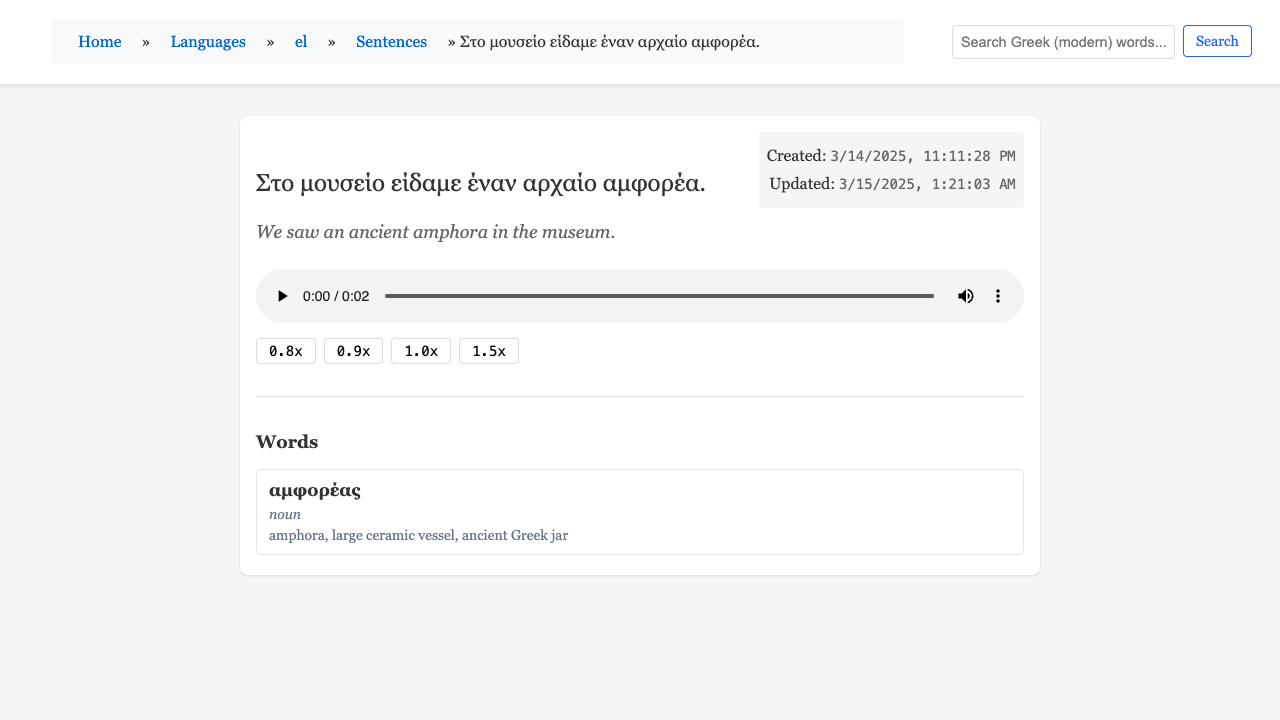 Home » Languages » el » Sentences » Στο μουσείο είδαμε έναν αρχαίο αμφορέα.
Search Greek (modern) words... Search
Created: 3/14/2025, 11:11:28 PM
Updated: 3/15/2025, 1:21:03 AM
Στο μουσείο είδαμε έναν αρχαίο αμφορέα.
We saw an ancient amphora in the museum.
0:00 / 0:02
0.8x 0.9x 1.0x 1.5x
Words
αμφορέας
noun
amphora, large ceramic vessel, ancient Greek jar